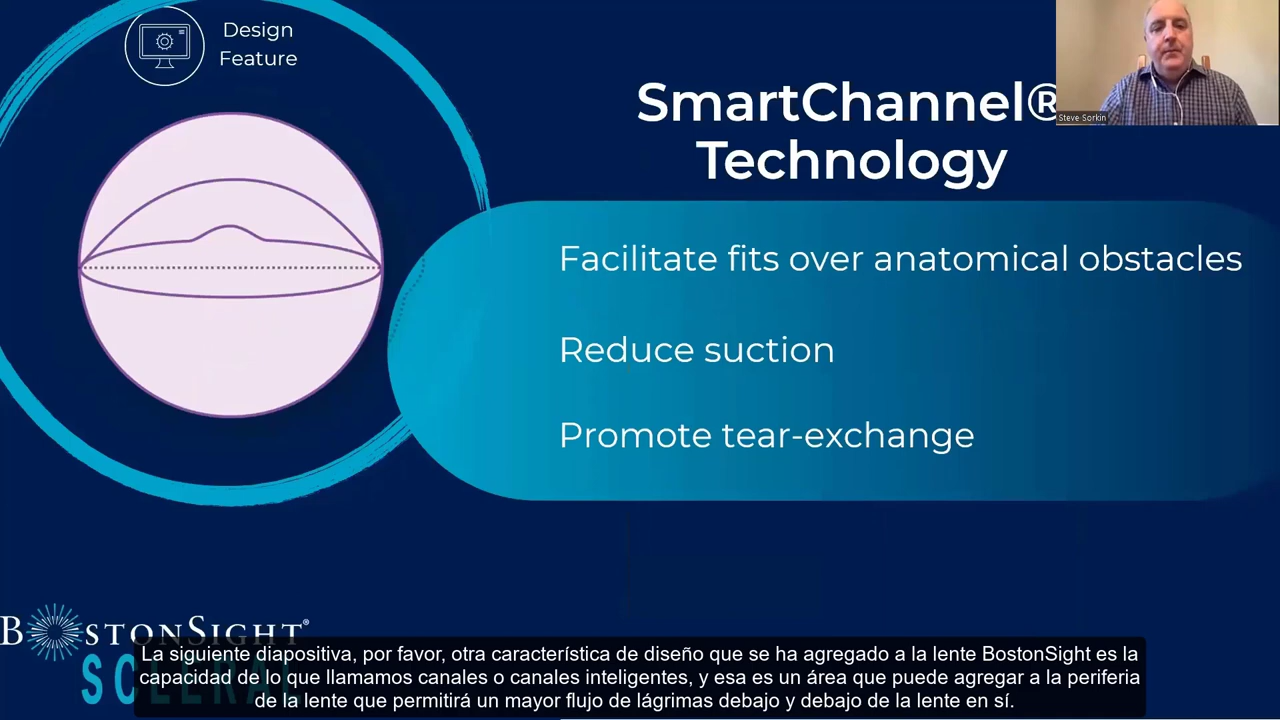 Design
Feature
SmartChannel®
Technology
Steve Sorkin
Facilitate fits over anatomical obstacles
Reduce suction
Promote tear-exchange
BOSTONSIGHT®
SCLERAL
La siguiente diapositiva, por favor, otra característica de diseño que se ha agregado a la lente BostonSight es la
capacidad de lo que llamamos canales o canales inteligentes, y esa es un área que puede agregar a la periferia
de la lente que permitirá un mayor flujo de lágrimas debajo y debajo de la lente en sí.